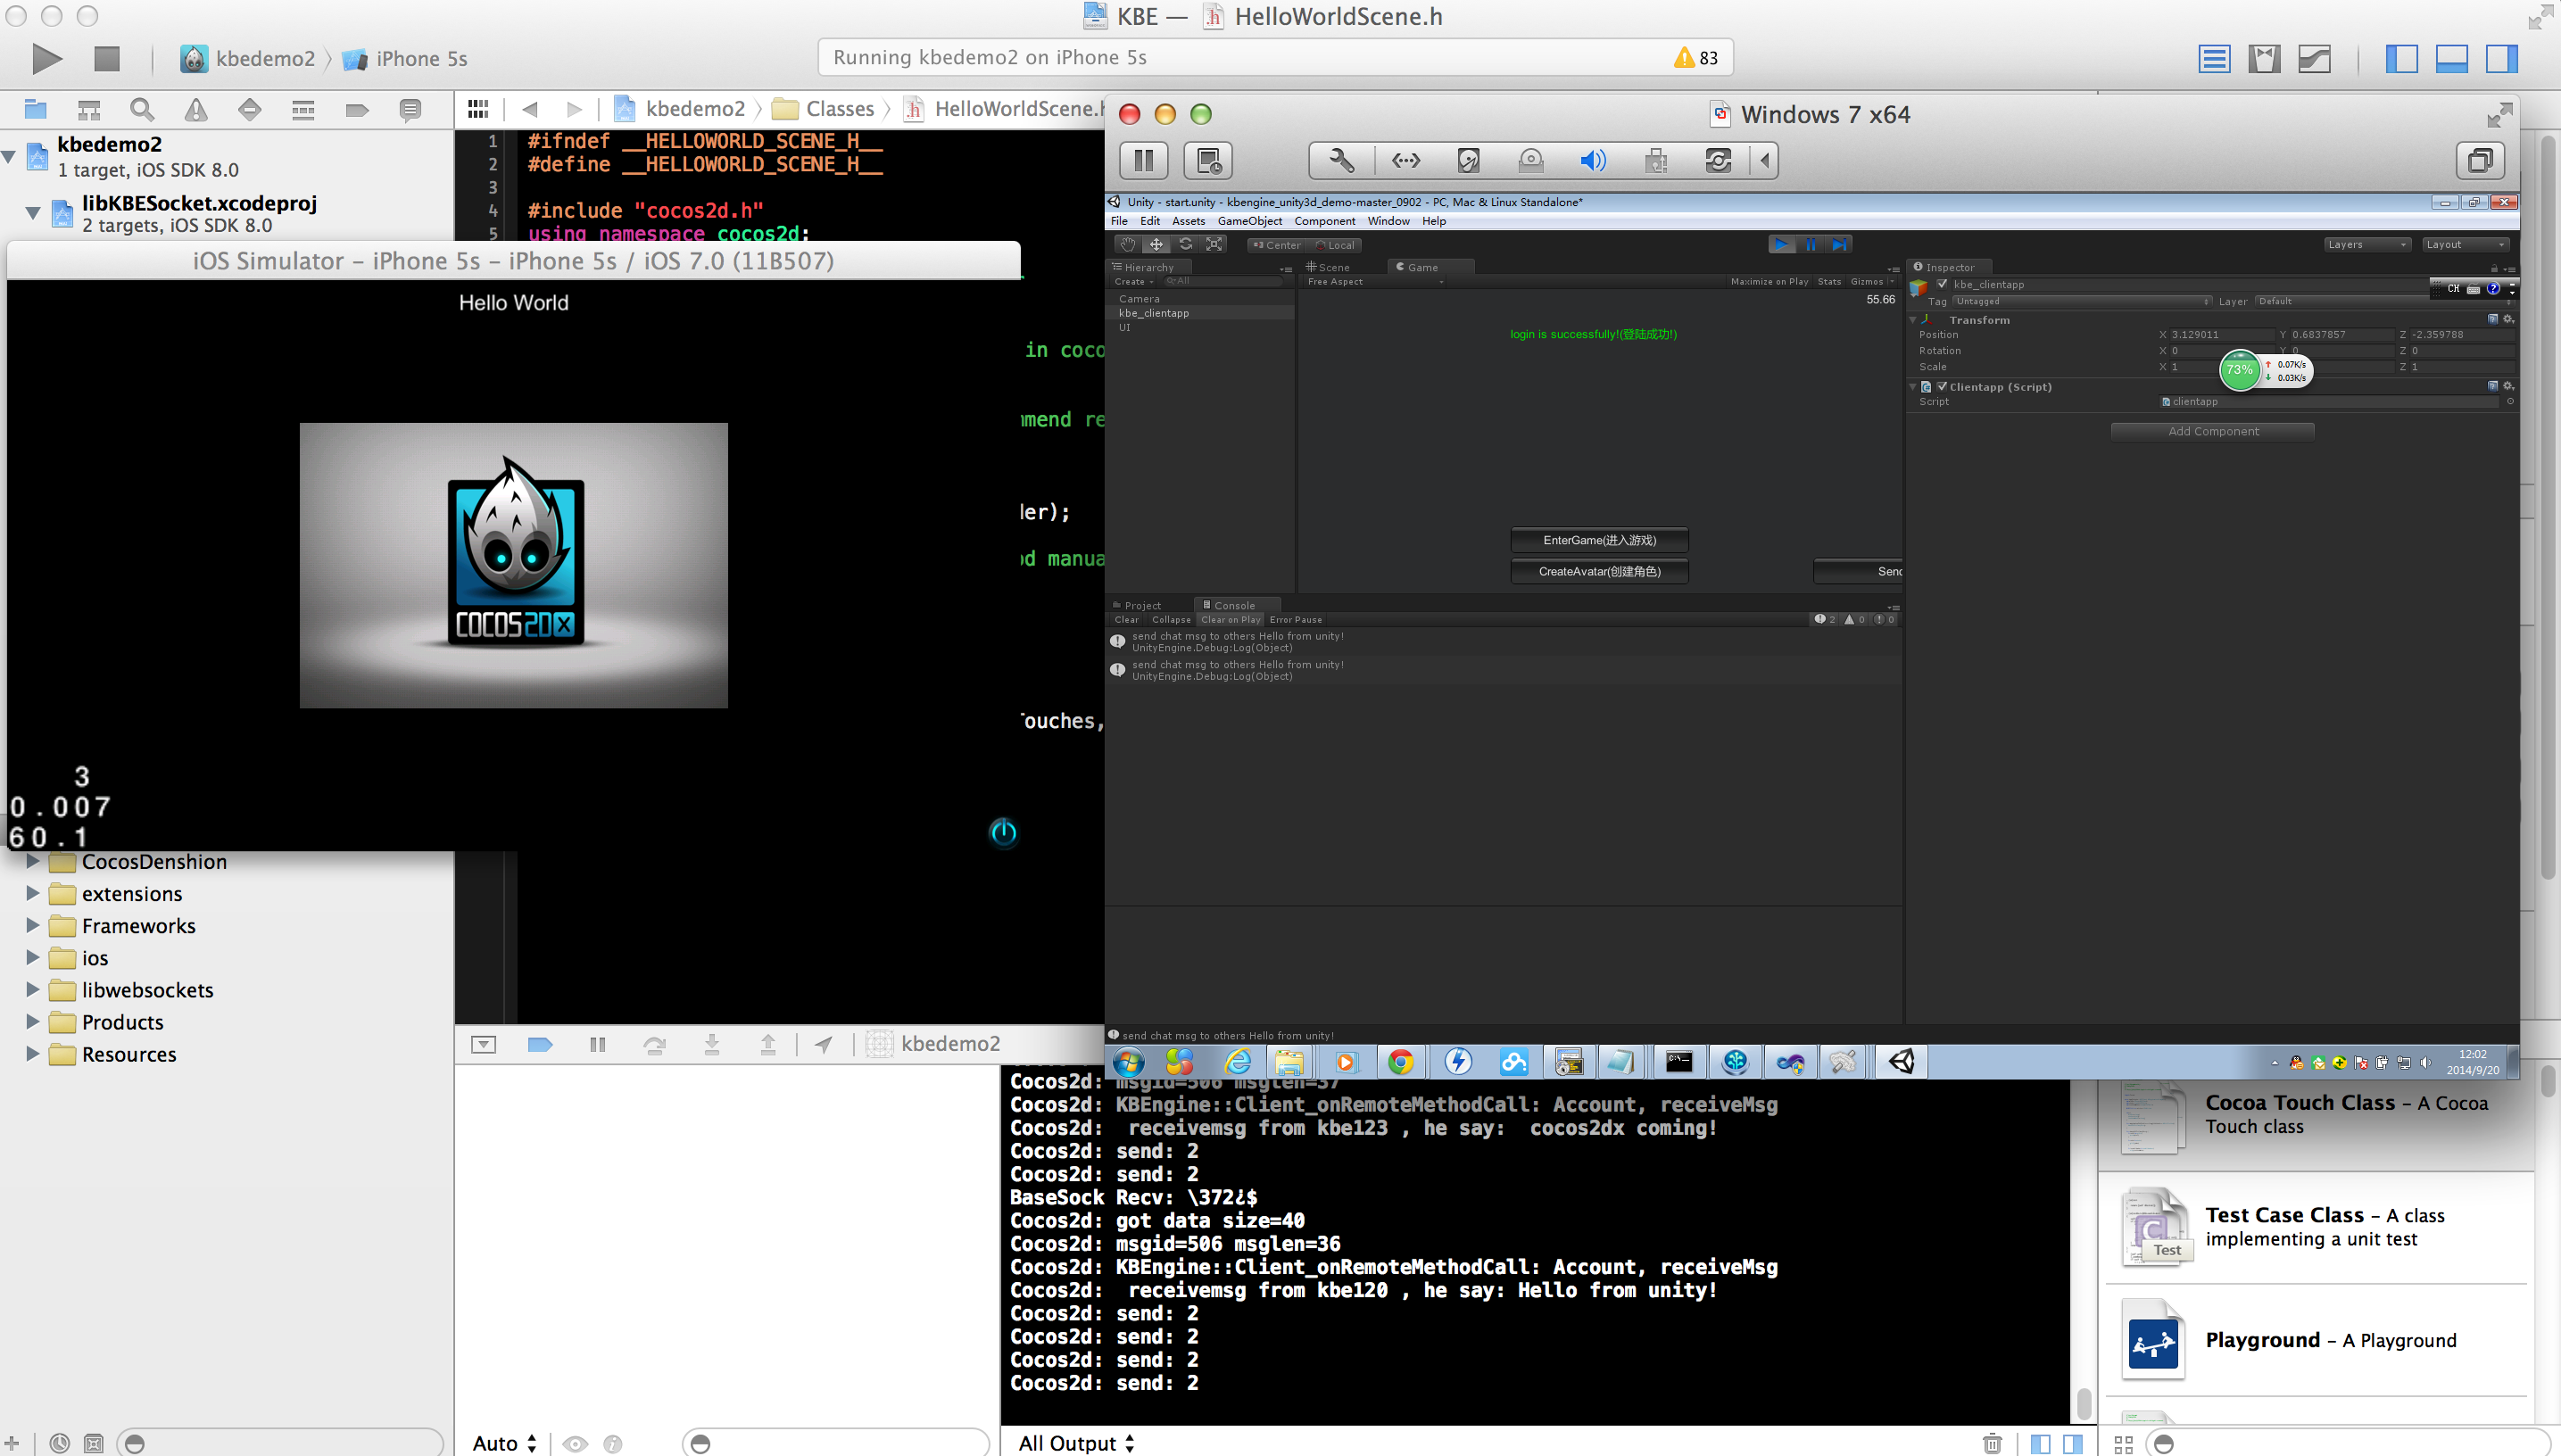 KBE — HelloWorldScene.h
kbedemo2 iPhone 5s
Running kbedemo2 on iPhone 5s
83
kbedemo2
1 target, iOS SDK 8.0
libKBESocket.xcodeproj
2 targets, iOS SDK 8.0
kbedemo2 Classes HelloWorldScene.h
1 #ifndef __HELLOWORLD_SCENE_H__
2 #define __HELLOWORLD_SCENE_H__
3
4 #include "cocos2d.h"
5 using namespace cocos2d;
iOS Simulator – iPhone 5s – iPhone 5s / iOS 7.0 (11B507)
Hello World
COCOS2DX
3
0.007
60.1
in coco
mmend re
der);
od manua
Touches,
CocosDenshion
extensions
Frameworks
ios
libwebsockets
Products
Resources
Windows 7 x64
Unity - start.unity - kbengine_unity3d_demo-master_0902 - PC, Mac & Linux Standalone*
File Edit Assets GameObject Component Window Help
Center Local
Layers Layout
Hierarchy
Create All
Camera
kbe_clientapp
UI
Scene Game
Free Aspect Maximize on Play Stats Gizmos
55.66
login is successfully!(登陆成功!)
EnterGame(进入游戏)
CreateAvatar(创建角色)
Send
Inspector
kbe_clientapp
CH
Tag Untagged Layer Default
Transform
Position X 3.129011 Y 0.6837857 Z -2.359788
Rotation X 0 Y 0 Z 0
Scale X 1 Z 1
73% 0.07K/s
0.03K/s
Clientapp (Script)
Script clientapp
Add Component
Project Console
Clear Collapse Clear on Play Error Pause 2 0 0
send chat msg to others Hello from unity!
UnityEngine.Debug:Log(Object)
send chat msg to others Hello from unity!
UnityEngine.Debug:Log(Object)
send chat msg to others Hello from unity!
12:02
2014/9/20
kbedemo2
Cocos2d: msgid=506 msglen=37
Cocos2d: KBEngine::Client_onRemoteMethodCall: Account, receiveMsg
Cocos2d:  receivemsg from kbe123 , he say:  cocos2dx coming!
Cocos2d: send: 2
Cocos2d: send: 2
BaseSock Recv: \372¿$
Cocos2d: got data size=40
Cocos2d: msgid=506 msglen=36
Cocos2d: KBEngine::Client_onRemoteMethodCall: Account, receiveMsg
Cocos2d:  receivemsg from kbe120 , he say: Hello from unity!
Cocos2d: send: 2
Cocos2d: send: 2
Cocos2d: send: 2
Cocos2d: send: 2
Auto
All Output
Cocoa Touch Class – A Cocoa
Touch class
Test
Test Case Class – A class
implementing a unit test
Playground – A Playground